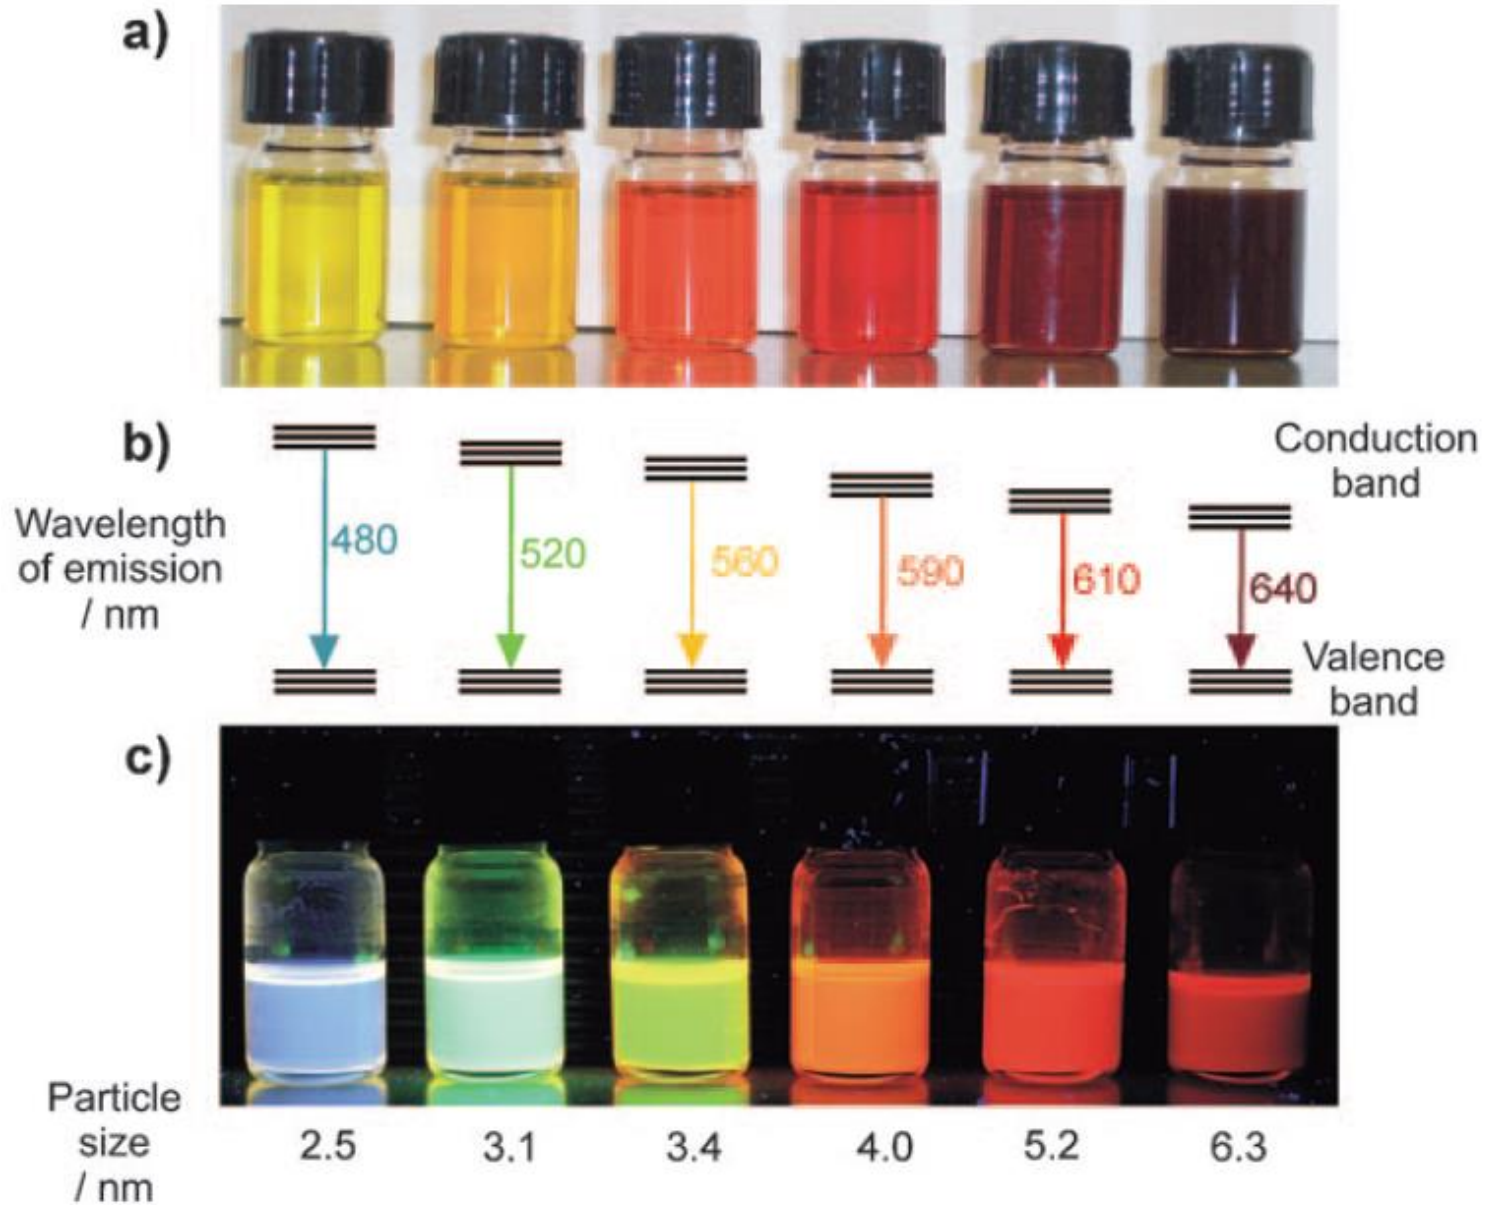 a)
b)
Conduction
band
Wavelength
of emission
/ nm
480
520
560
590
610
640
Valence
band
c)
Particle
size
/ nm
2.5
3.1
3.4
4.0
5.2
6.3